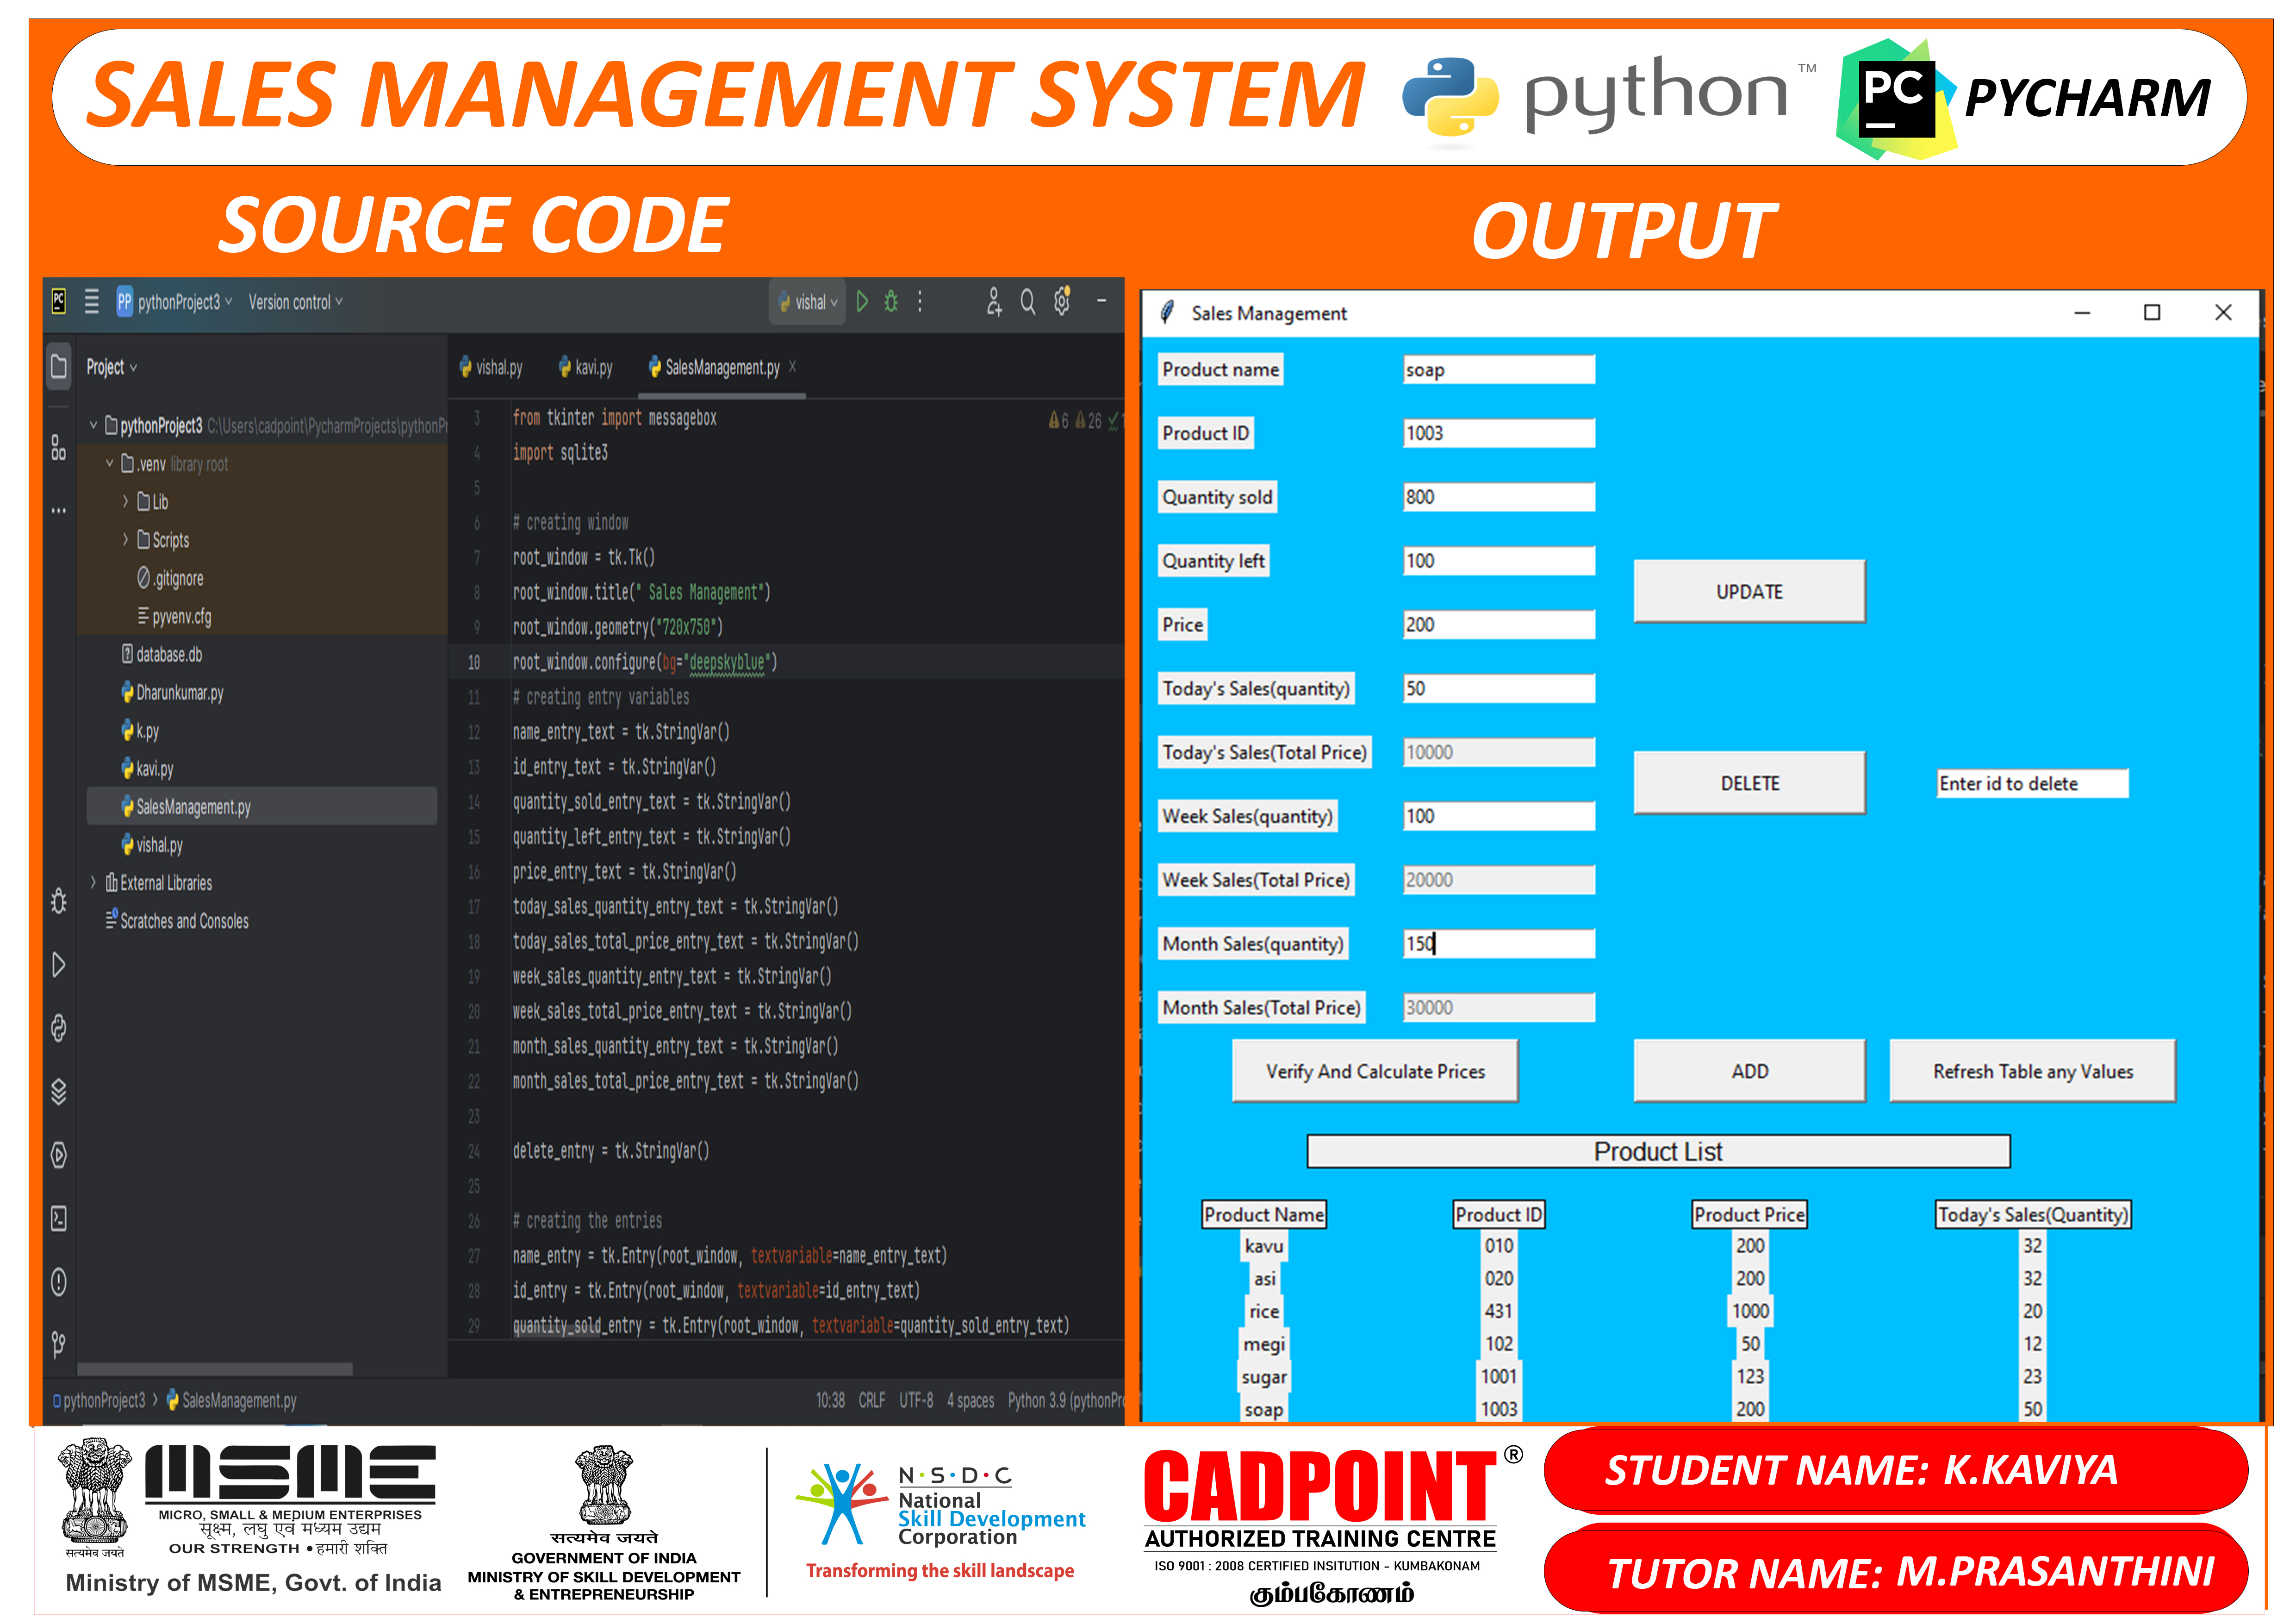 SALES MANAGEMENT SYSTEM
python™
PC
PYCHARM
SOURCE CODE
OUTPUT
PC
PP pythonProject3
Version control
vishal
Project
pythonProject3 C:\Users\cadpoint\PycharmProjects\pythonPr
.venv library root
Lib
Scripts
.gitignore
pyvenv.cfg
database.db
Dharunkumar.py
k.py
kavi.py
SalesManagement.py
vishal.py
External Libraries
Scratches and Consoles
vishal.py
kavi.py
SalesManagement.py ×
6 26 1
3 from tkinter import messagebox
4 import sqlite3
5
6 # creating window
7 root_window = tk.Tk()
8 root_window.title(" Sales Management")
9 root_window.geometry("720x750")
10 root_window.configure(bg="deepskyblue")
11 # creating entry variables
12 name_entry_text = tk.StringVar()
13 id_entry_text = tk.StringVar()
14 quantity_sold_entry_text = tk.StringVar()
15 quantity_left_entry_text = tk.StringVar()
16 price_entry_text = tk.StringVar()
17 today_sales_quantity_entry_text = tk.StringVar()
18 today_sales_total_price_entry_text = tk.StringVar()
19 week_sales_quantity_entry_text = tk.StringVar()
20 week_sales_total_price_entry_text = tk.StringVar()
21 month_sales_quantity_entry_text = tk.StringVar()
22 month_sales_total_price_entry_text = tk.StringVar()
23
24 delete_entry = tk.StringVar()
25
26 # creating the entries
27 name_entry = tk.Entry(root_window, textvariable=name_entry_text)
28 id_entry = tk.Entry(root_window, textvariable=id_entry_text)
29 quantity_sold_entry = tk.Entry(root_window, textvariable=quantity_sold_entry_text)
pythonProject3 > SalesManagement.py
10:38 CRLF UTF-8 4 spaces Python 3.9 (pythonPro
Sales Management
Product name soap
Product ID 1003
Quantity sold 800
Quantity left 100
UPDATE
Price 200
Today's Sales(quantity) 50
Today's Sales(Total Price) 10000
DELETE Enter id to delete
Week Sales(quantity) 100
Week Sales(Total Price) 20000
Month Sales(quantity) 150
Month Sales(Total Price) 30000
Verify And Calculate Prices ADD Refresh Table any Values
Product List
Product Name Product ID Product Price Today's Sales(Quantity)
kavu 010 200 32
asi 020 200 32
rice 431 1000 20
megi 102 50 12
sugar 1001 123 23
soap 1003 200 50
सत्यमेव जयते
MSME
MICRO, SMALL & MEDIUM ENTERPRISES
सूक्ष्म, लघु एवं मध्यम उद्यम
OUR STRENGTH • हमारी शक्ति
Ministry of MSME, Govt. of India
सत्यमेव जयते
GOVERNMENT OF INDIA
MINISTRY OF SKILL DEVELOPMENT
& ENTREPRENEURSHIP
N·S·D·C
National
Skill Development
Corporation
Transforming the skill landscape
CADPOINT®
AUTHORIZED TRAINING CENTRE
ISO 9001 : 2008 CERTIFIED INSITUTION - KUMBAKONAM
கும்பகோணம்
STUDENT NAME: K.KAVIYA
TUTOR NAME: M.PRASANTHINI